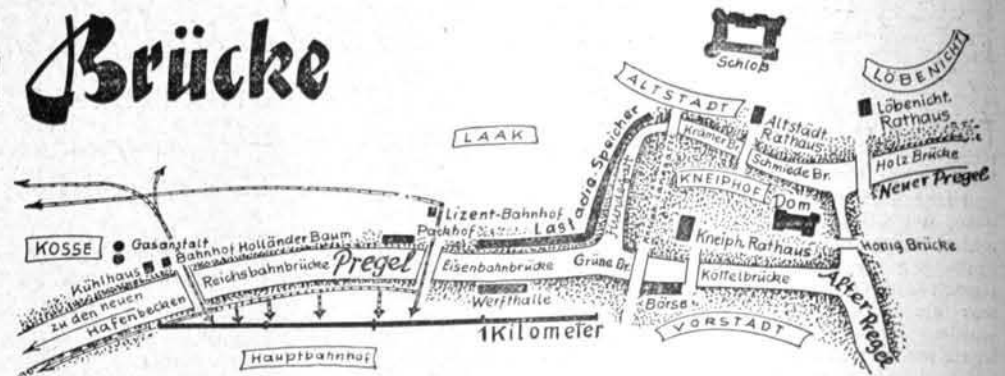 Brücke
Schloß
ALTSTADT
LÖBENICHT
Löbenicht.
Rathaus
LAAK
Altstädt.
Rathaus
Krämer Br.
Schmiede Br.
Holz Brücke
Neuer Pregel
KNEIPHOF
Dom
Lastadie-Speicher
Lizent-Bahnhof
Packhof
KOSSE
Gasanstalt
Bahnhof Holländer Baum
Kühlhaus
Pregel
Kneiph. Rathaus
Honig Brücke
Reichsbahnbrücke
Eisenbahnbrücke
Grüne Br.
Köttelbrücke
zu den neuen
Hafenbecken
Werfthalle
Börse
Alter Pregel
1 Kilometer
VORSTADT
Hauptbahnhof